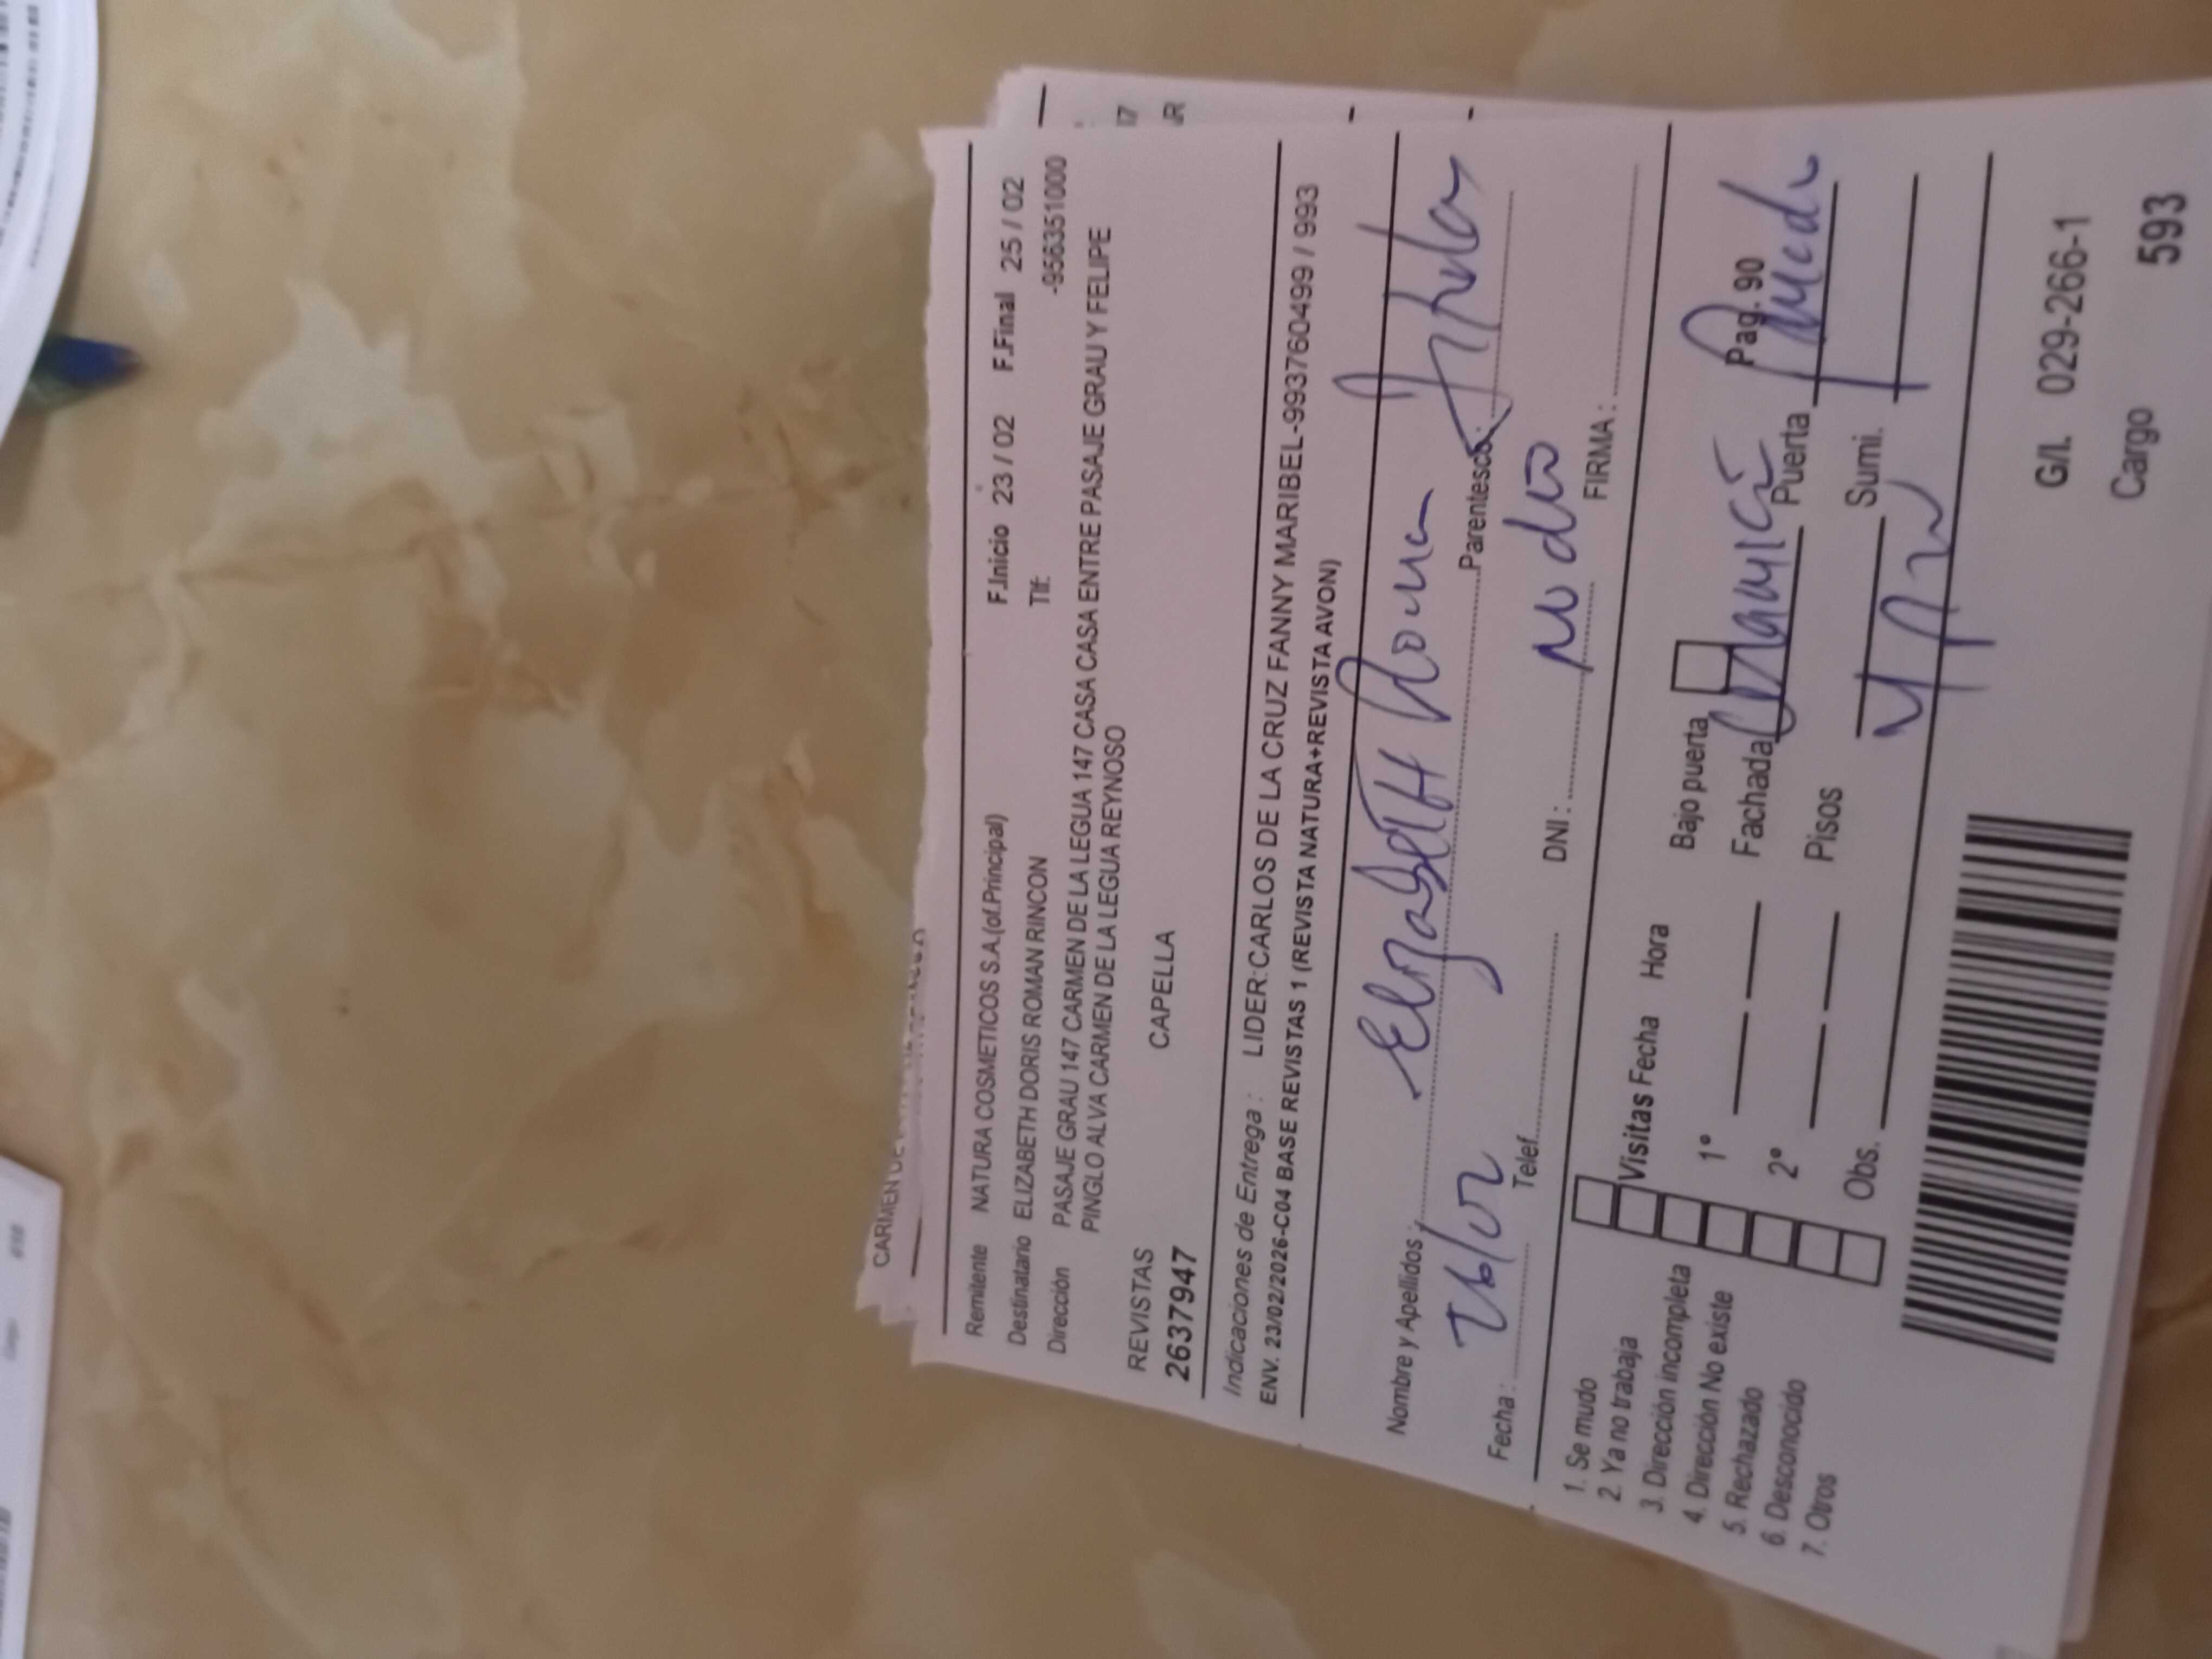 CARMEN DE
Remitente NATURA COSMETICOS S.A.(of.Principal) F.Inicio 23 / 02 F.Final 25 / 02
Destinatario ELIZABETH DORIS ROMAN RINCON Tlf: -956351000
Dirección PASAJE GRAU 147 CARMEN DE LA LEGUA 147 CASA CASA ENTRE PASAJE GRAU Y FELIPE
PINGLO ALVA CARMEN DE LA LEGUA REYNOSO
REVISTAS CAPELLA
2637947
Indicaciones de Entrega : LIDER:CARLOS DE LA CRUZ FANNY MARIBEL-993760499 / 993
ENV. 23/02/2026-C04 BASE REVISTAS 1 (REVISTA NATURA+REVISTA AVON)
Nombre y Apellidos : Elizabeth Roman Parentesco: Titular
Fecha : 26/02 Telef. DNI : No dio FIRMA :
1. Se mudo
2. Ya no trabaja
3. Dirección incompleta
4. Dirección No existe
5. Rechazado
6. Desconocido
7. Otros
Visitas Fecha Hora
1º
2º
Obs.
Bajo puerta Pag. 90
Fachada Puerta
Pisos Sumi.
G/L 029-266-1
Cargo 593